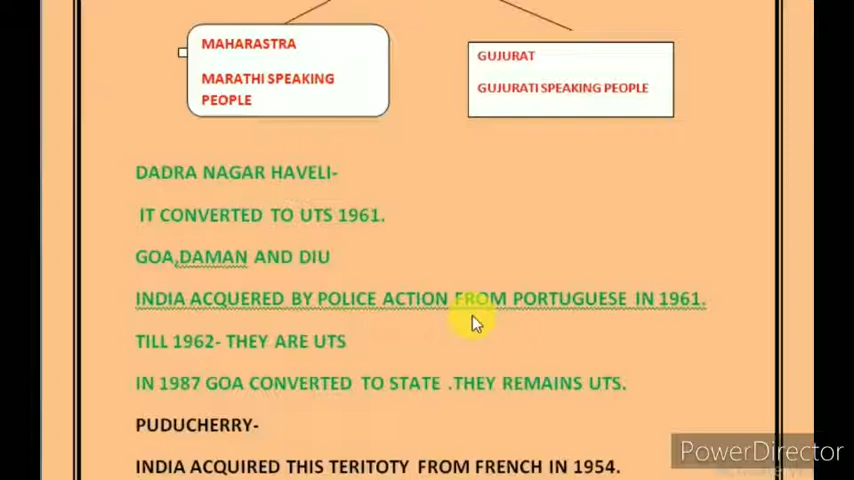 MAHARASTRA
MARATHI SPEAKING
PEOPLE
GUJURAT
GUJURATI SPEAKING PEOPLE
DADRA NAGAR HAVELI-
IT CONVERTED TO UTS 1961.
GOA,DAMAN AND DIU
INDIA ACQUERED BY POLICE ACTION FROM PORTUGUESE IN 1961.
TILL 1962- THEY ARE UTS
IN 1987 GOA CONVERTED TO STATE .THEY REMAINS UTS.
PUDUCHERRY-
INDIA ACQUIRED THIS TERITOTY FROM FRENCH IN 1954.
PowerDirector